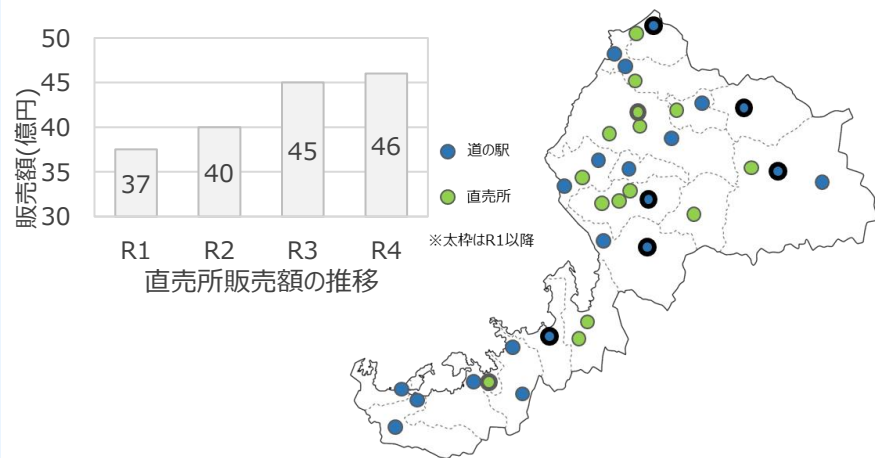 50
45
40
35
30
販売額(億円)
37
40
45
46
R1
R2
R3
R4
直売所販売額の推移
道の駅
直売所
※太枠はR1以降